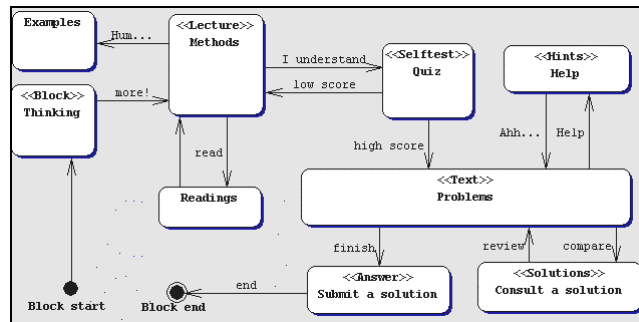 Examples
Hum...
<<Lecture>>
Methods
I understand
<<Selftest>>
Quiz
<<Hints>>
Help
<<Block>>
Thinking
more!
low score
read
high score
Ahh...
Help
Readings
<<Text>>
Problems
finish
review
compare
<<Answer>>
Submit a solution
<<Solutions>>
Consult a solution
end
Block start
Block end